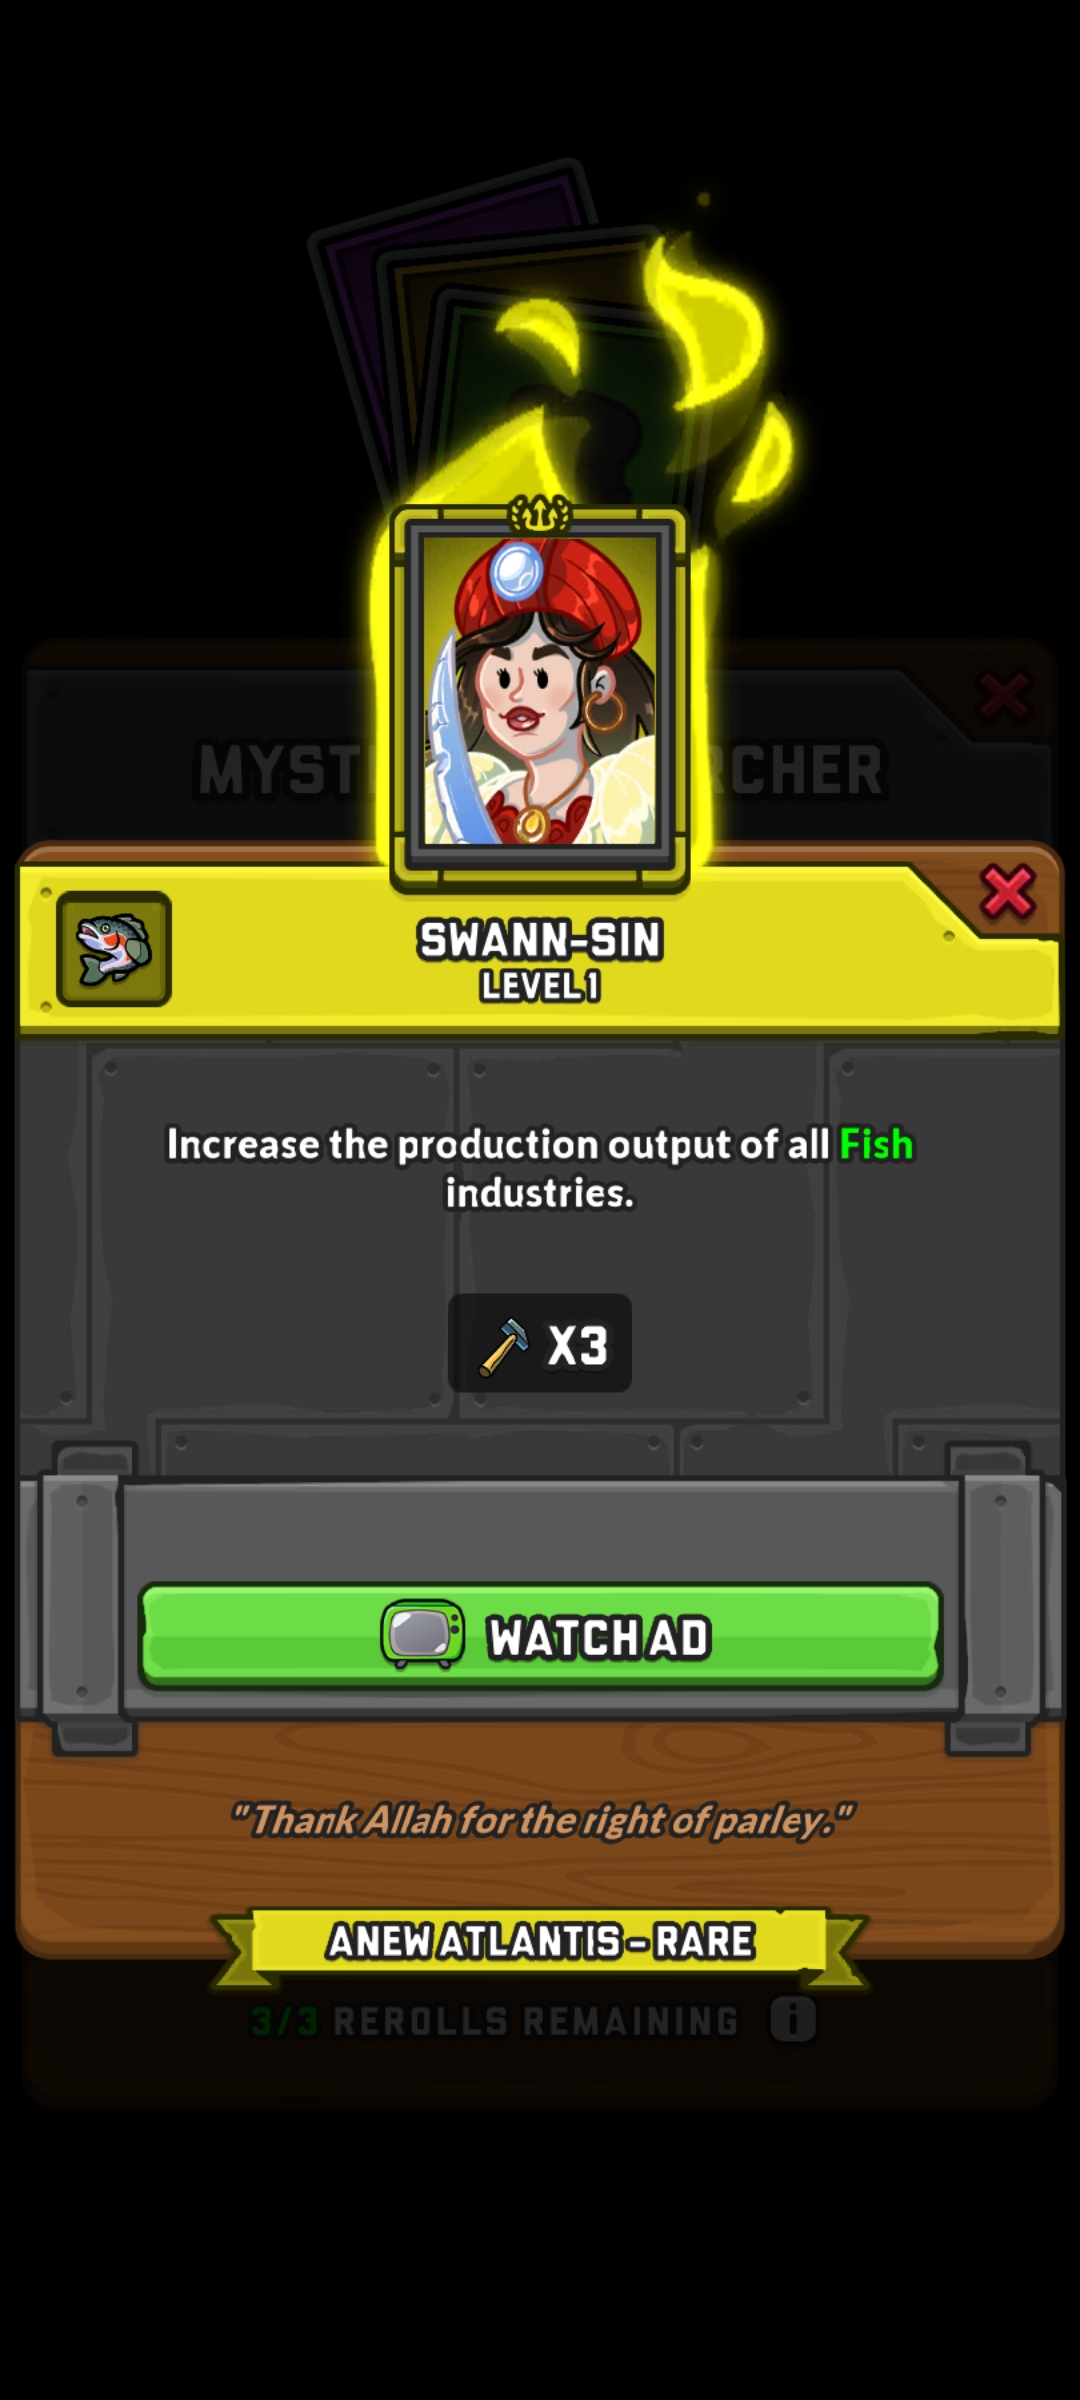 MYST RCHER
SWANN-SIN
LEVEL 1
Increase the production output of all Fish
industries.
X3
WATCH AD
"Thank Allah for the right of parley."
A NEW ATLANTIS - RARE
3/3 REROLLS REMAINING i